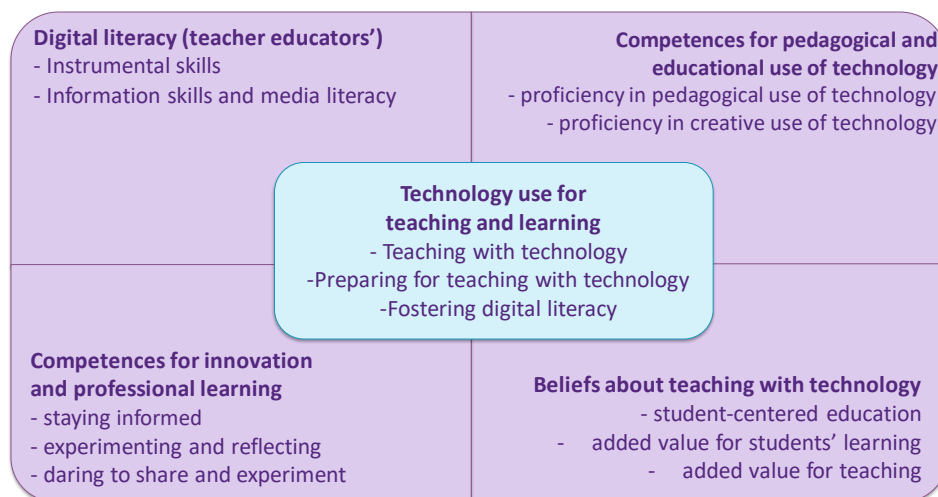 Digital literacy (teacher educators’)
- Instrumental skills
- Information skills and media literacy
Competences for pedagogical and
educational use of technology
- proficiency in pedagogical use of technology
- proficiency in creative use of technology
Technology use for
teaching and learning
- Teaching with technology
-Preparing for teaching with technology
-Fostering digital literacy
Competences for innovation
and professional learning
- staying informed
- experimenting and reflecting
- daring to share and experiment
Beliefs about teaching with technology
- student-centered education
- added value for students’ learning
- added value for teaching